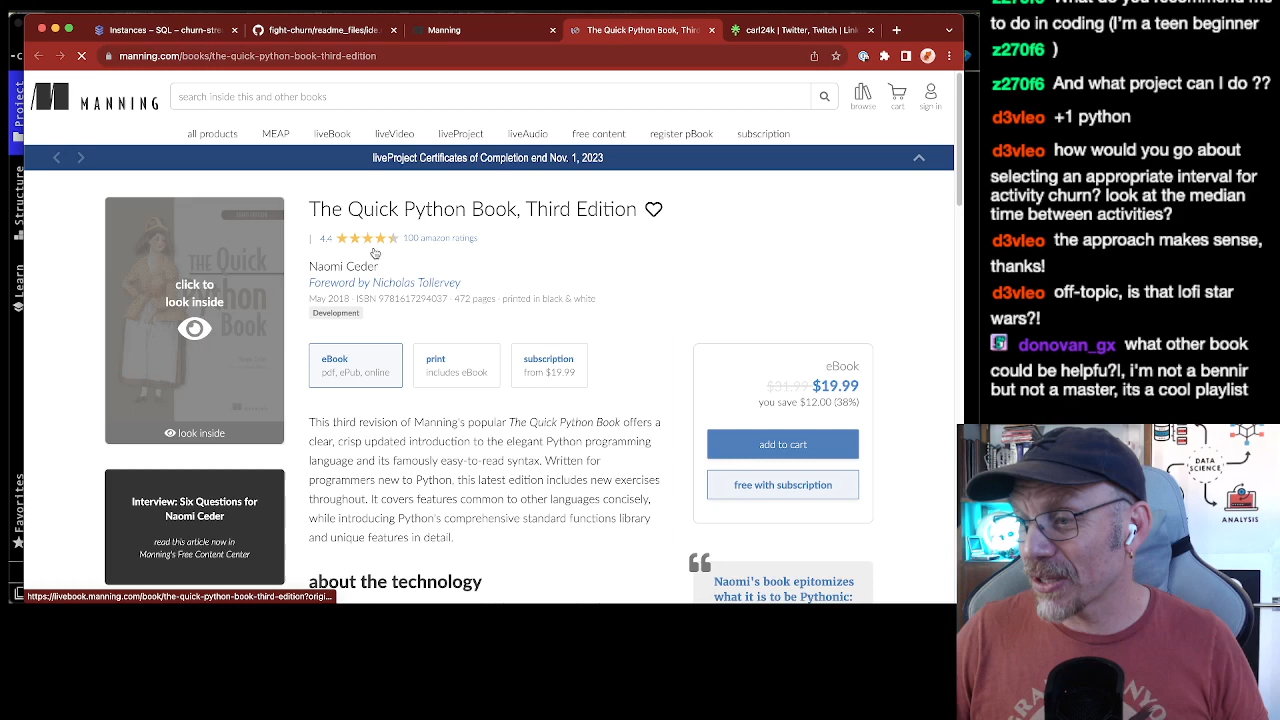 Instances – SQL – churn-stre
fight-churn/readme_files/ide
Manning
The Quick Python Book, Third
carl24k | Twitter, Twitch | Lin
manning.com/books/the-quick-python-book-third-edition
MANNING
search inside this and other books
browse
cart
sign in
all products
MEAP
liveBook
liveVideo
liveProject
liveAudio
free content
register pBook
subscription
liveProject Certificates of Completion end Nov. 1, 2023
click to
look inside
THE Quick
Python
Book
look inside
The Quick Python Book, Third Edition
4.4
100 amazon ratings
Naomi Ceder
Foreword by Nicholas Tollervey
May 2018 · ISBN 9781617294037 · 472 pages · printed in black & white
Development
eBook
pdf, ePub, online
print
includes eBook
subscription
from $19.99
eBook
$31.99 $19.99
you save $12.00 (38%)
add to cart
free with subscription
This third revision of Manning's popular The Quick Python Book offers a
clear, crisp updated introduction to the elegant Python programming
language and its famously easy-to-read syntax. Written for
programmers new to Python, this latest edition includes new exercises
throughout. It covers features common to other languages concisely,
while introducing Python's comprehensive standard functions library
and unique features in detail.
about the technology
Interview: Six Questions for
Naomi Ceder
read this article now in
Manning's Free Content Center
Naomi's book epitomizes
what it is to be Pythonic:
https://livebook.manning.com/book/the-quick-python-book-third-edition?origi...
Project
Structure
Learn
Favorites
z270f6 What do you recommend me
to do in coding (I'm a teen beginner
z270f6 )
z270f6 And what project can I do ??
d3vleo +1 python
d3vleo how would you go about
selecting an appropriate interval for
activity churn? look at the median
time between activities?
d3vleo the approach makes sense,
thanks!
d3vleo off-topic, is that lofi star
wars?!
donovan_gx what other book
could be helpfu?l, i'm not a bennir
but not a master, its a cool playlist
DATA
SCIENCE
ANALYSIS